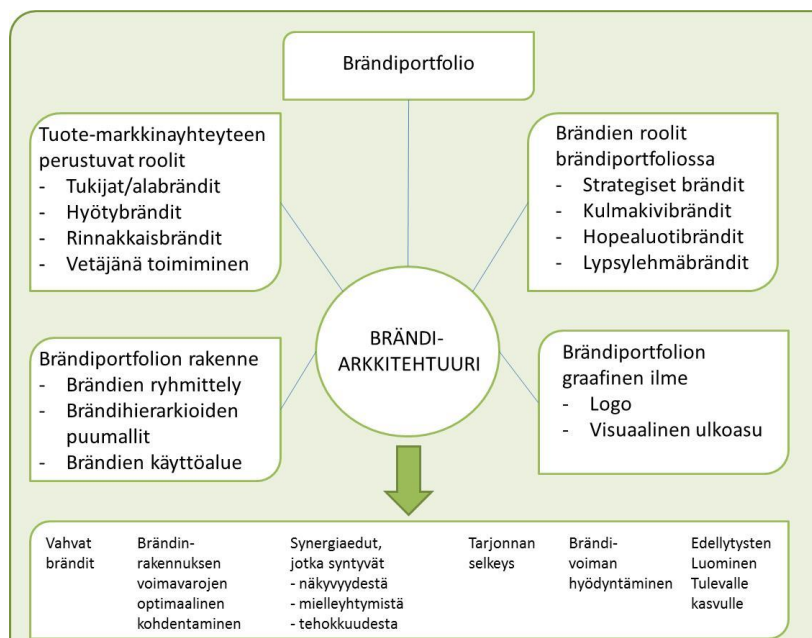 Brändiportfolio
Tuote-markkinayhteyteen
perustuvat roolit
- Tukijat/alabrändit
- Hyötybrändit
- Rinnakkaisbrändit
- Vetäjänä toimiminen
Brändien roolit
brändiportfoliossa
- Strategiset brändit
- Kulmakivibrändit
- Hopealuotibrändit
- Lypsylehmäbrändit
BRÄNDI-
ARKKITEHTUURI
Brändiportfolion rakenne
- Brändien ryhmittely
- Brändihierarkioiden
puumallit
- Brändien käyttöalue
Brändiportfolion
graafinen ilme
- Logo
- Visuaalinen ulkoasu
Vahvat
brändit
Brändin-
rakennuksen
voimavarojen
optimaalinen
kohdentaminen
Synergiaedut,
jotka syntyvät
- näkyvyydestä
- mielleyhtymistä
- tehokkuudesta
Tarjonnan
selkeys
Brändi-
voiman
hyödyntäminen
Edellytysten
Luominen
Tulevalle
kasvulle